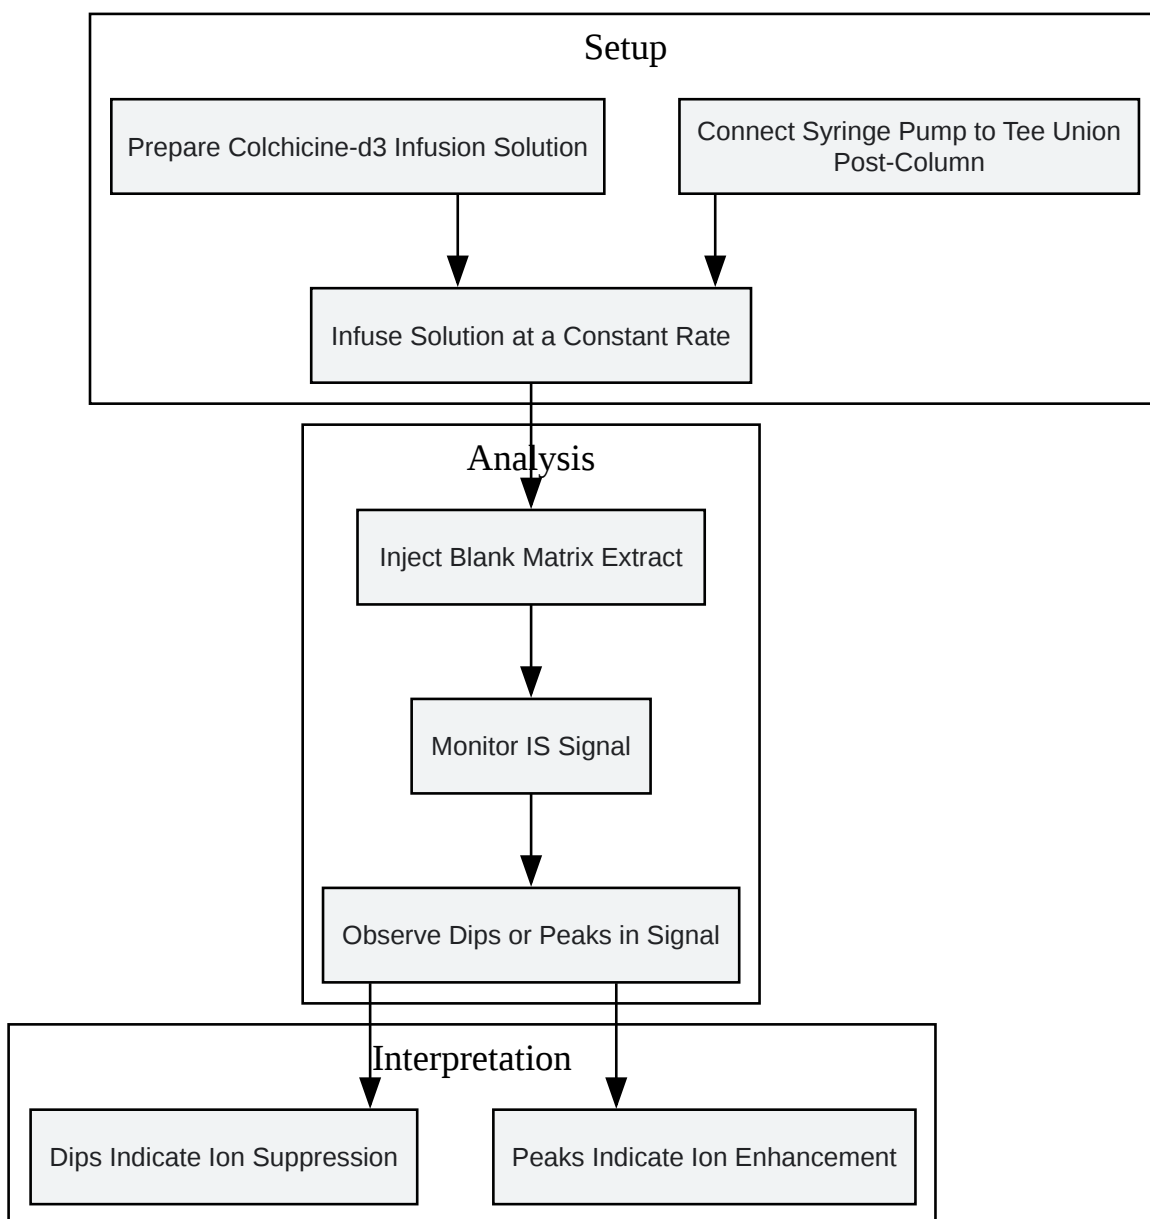 Setup
Prepare Colchicine-d3 Infusion Solution
Connect Syringe Pump to Tee Union
Post-Column
Infuse Solution at a Constant Rate
Analysis
Inject Blank Matrix Extract
Monitor IS Signal
Observe Dips or Peaks in Signal
Interpretation
Dips Indicate Ion Suppression
Peaks Indicate Ion Enhancement